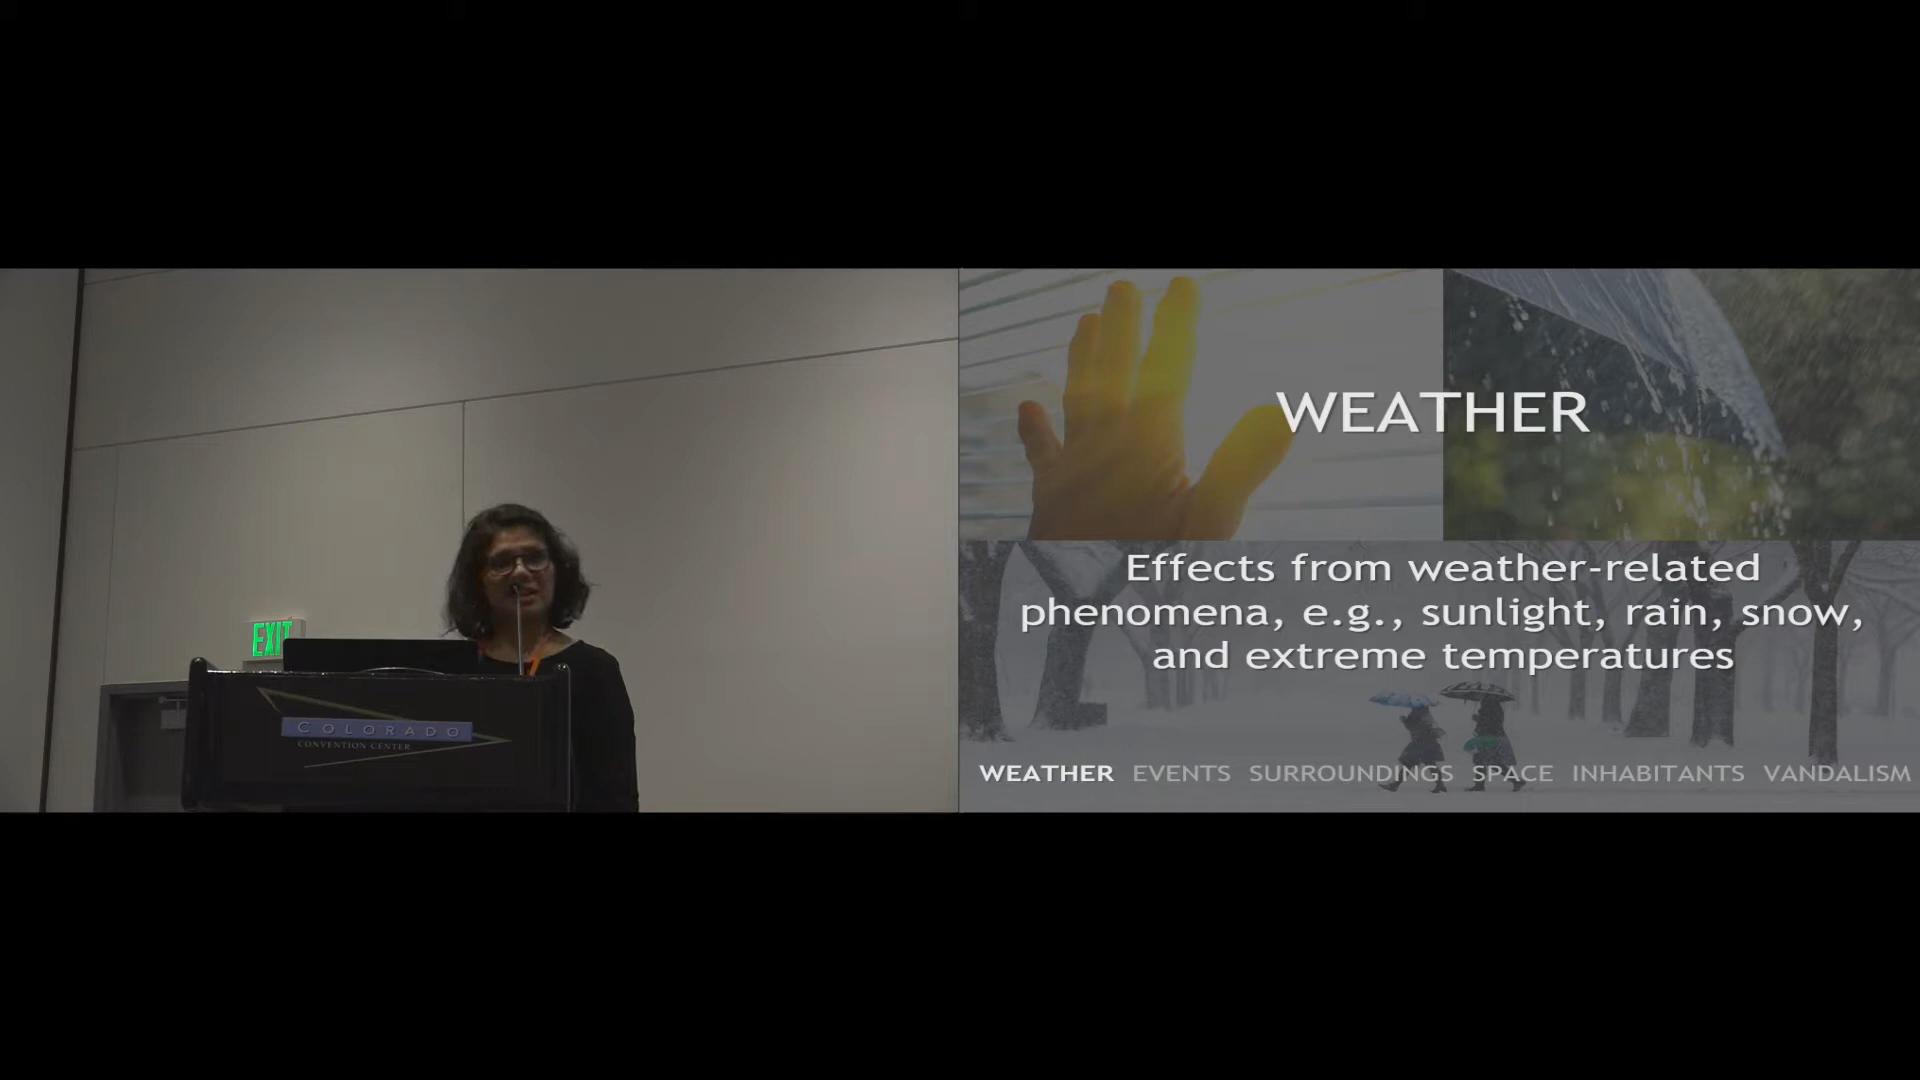 EXIT
COLORADO
CONVENTION CENTER
WEATHER
Effects from weather-related
phenomena, e.g., sunlight, rain, snow,
and extreme temperatures
WEATHER EVENTS SURROUNDINGS SPACE INHABITANTS VANDALISM